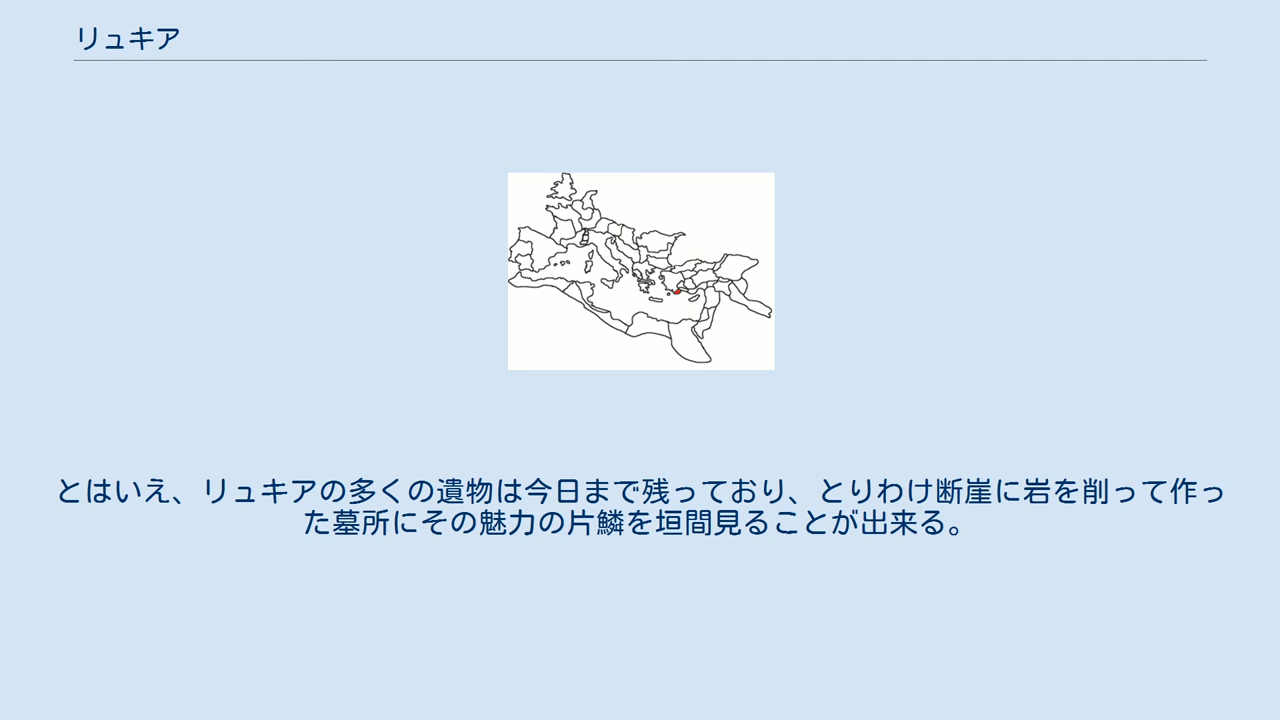 リュキア
とはいえ、リュキアの多くの遺物は今日まで残っており、とりわけ断崖に岩を削って作っ
た墓所にその魅力の片鱗を垣間見ることが出来る。